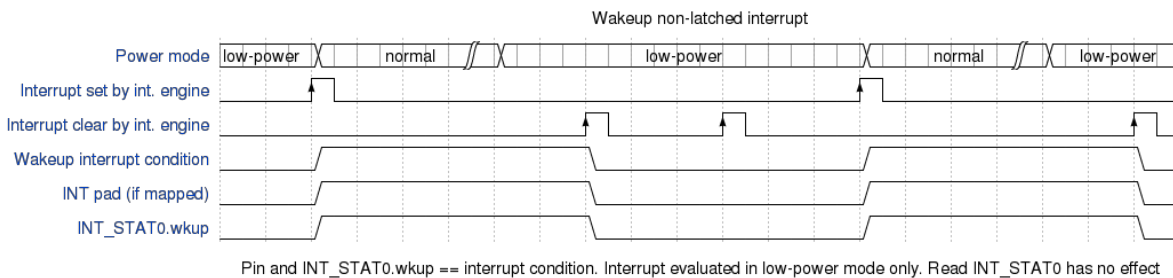 Wakeup non-latched interrupt
Power mode low-power normal low-power normal low-power
Interrupt set by int. engine
Interrupt clear by int. engine
Wakeup interrupt condition
INT pad (if mapped)
INT_STAT0.wkup
Pin and INT_STAT0.wkup == interrupt condition. Interrupt evaluated in low-power mode only. Read INT_STAT0 has no effect